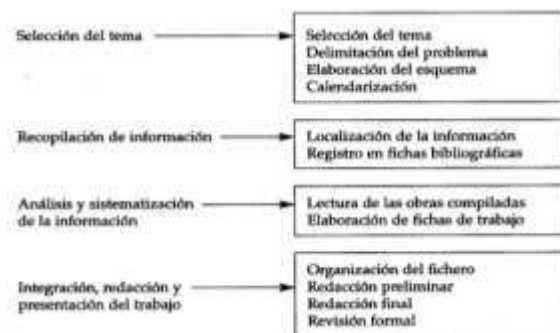 Selección del tema
Selección del tema
Delimitación del problema
Elaboración del esquema
Calendarización
Recopilación de información
Localización de la información
Registro en fichas bibliográficas
Análisis y sistematización
de la información
Lectura de las obras compiladas
Elaboración de fichas de trabajo
Integración, redacción y
presentación del trabajo
Organización del fichero
Redacción preliminar
Redacción final
Revisión formal